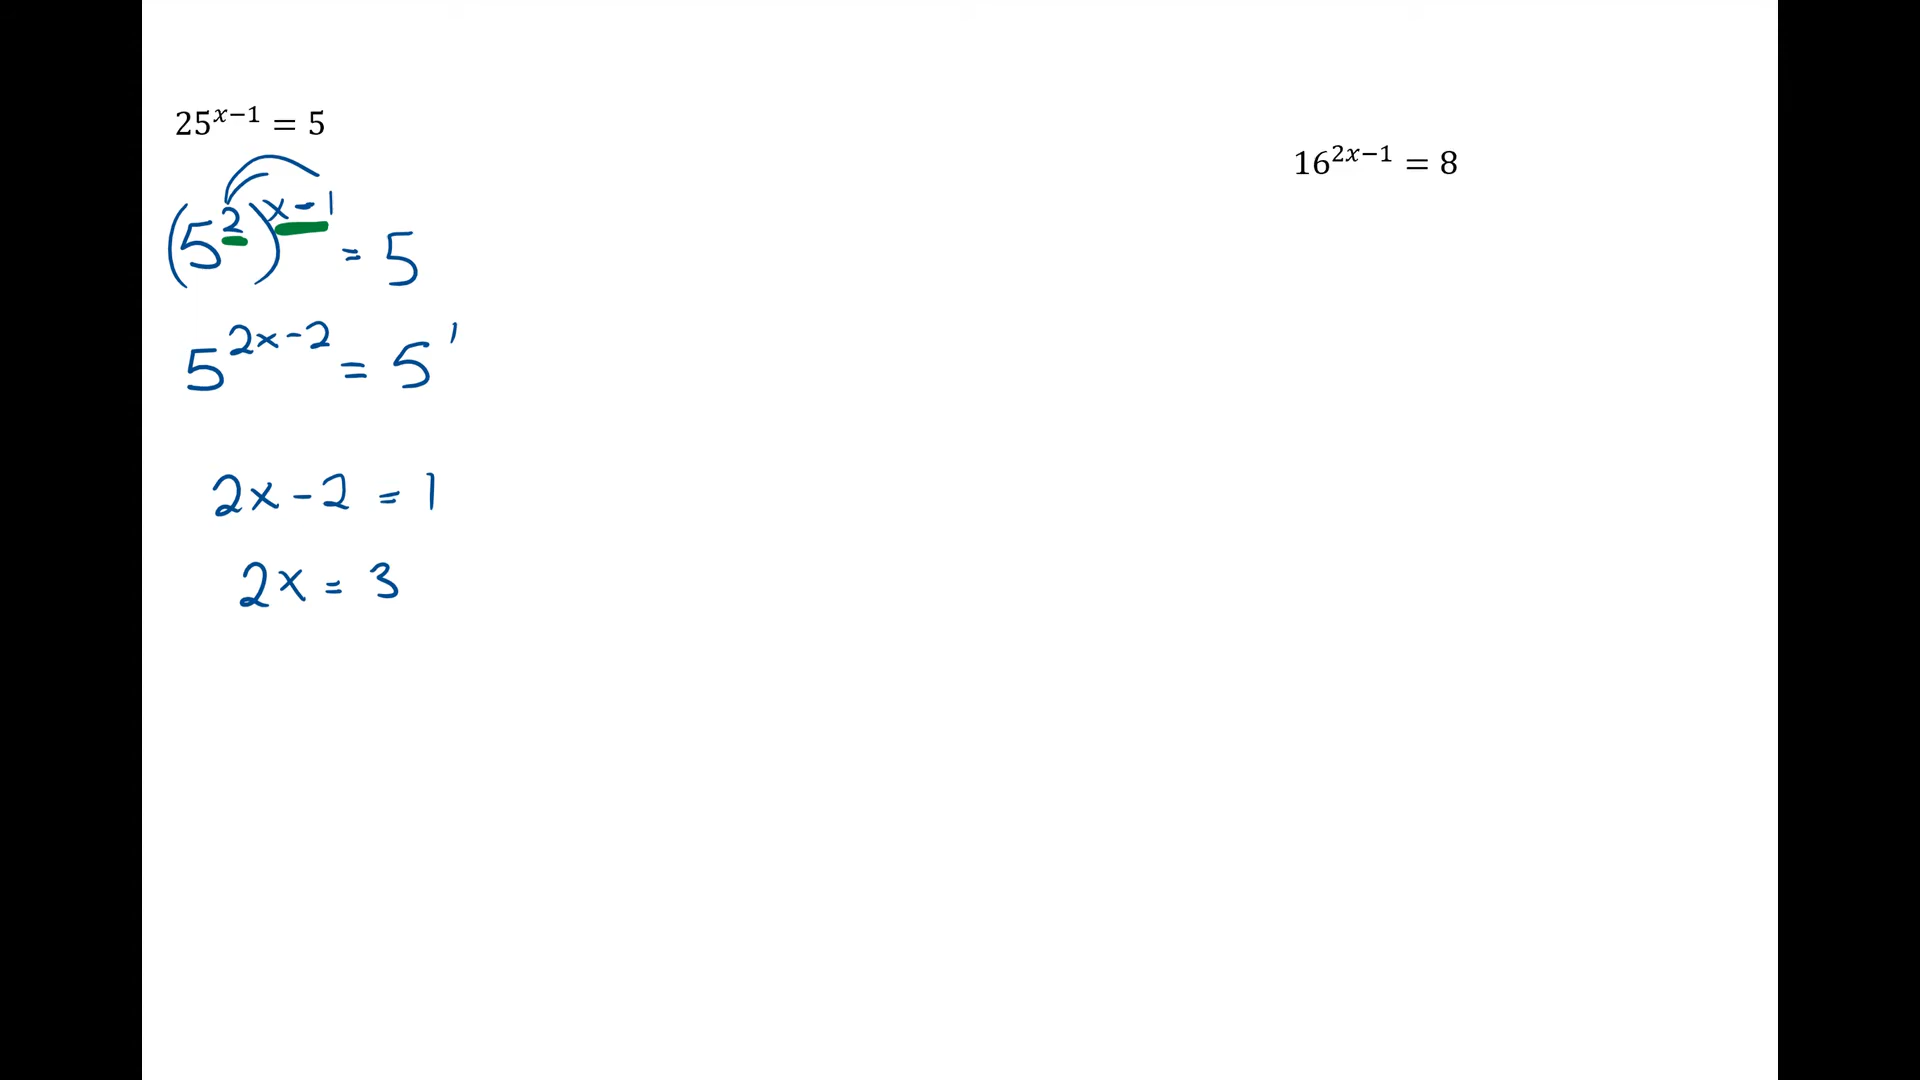 25^{x−1} = 5
(5^2)^{x-1} = 5
5^{2x-2} = 5^1
2x - 2 = 1
2x = 3
16^{2x−1} = 8